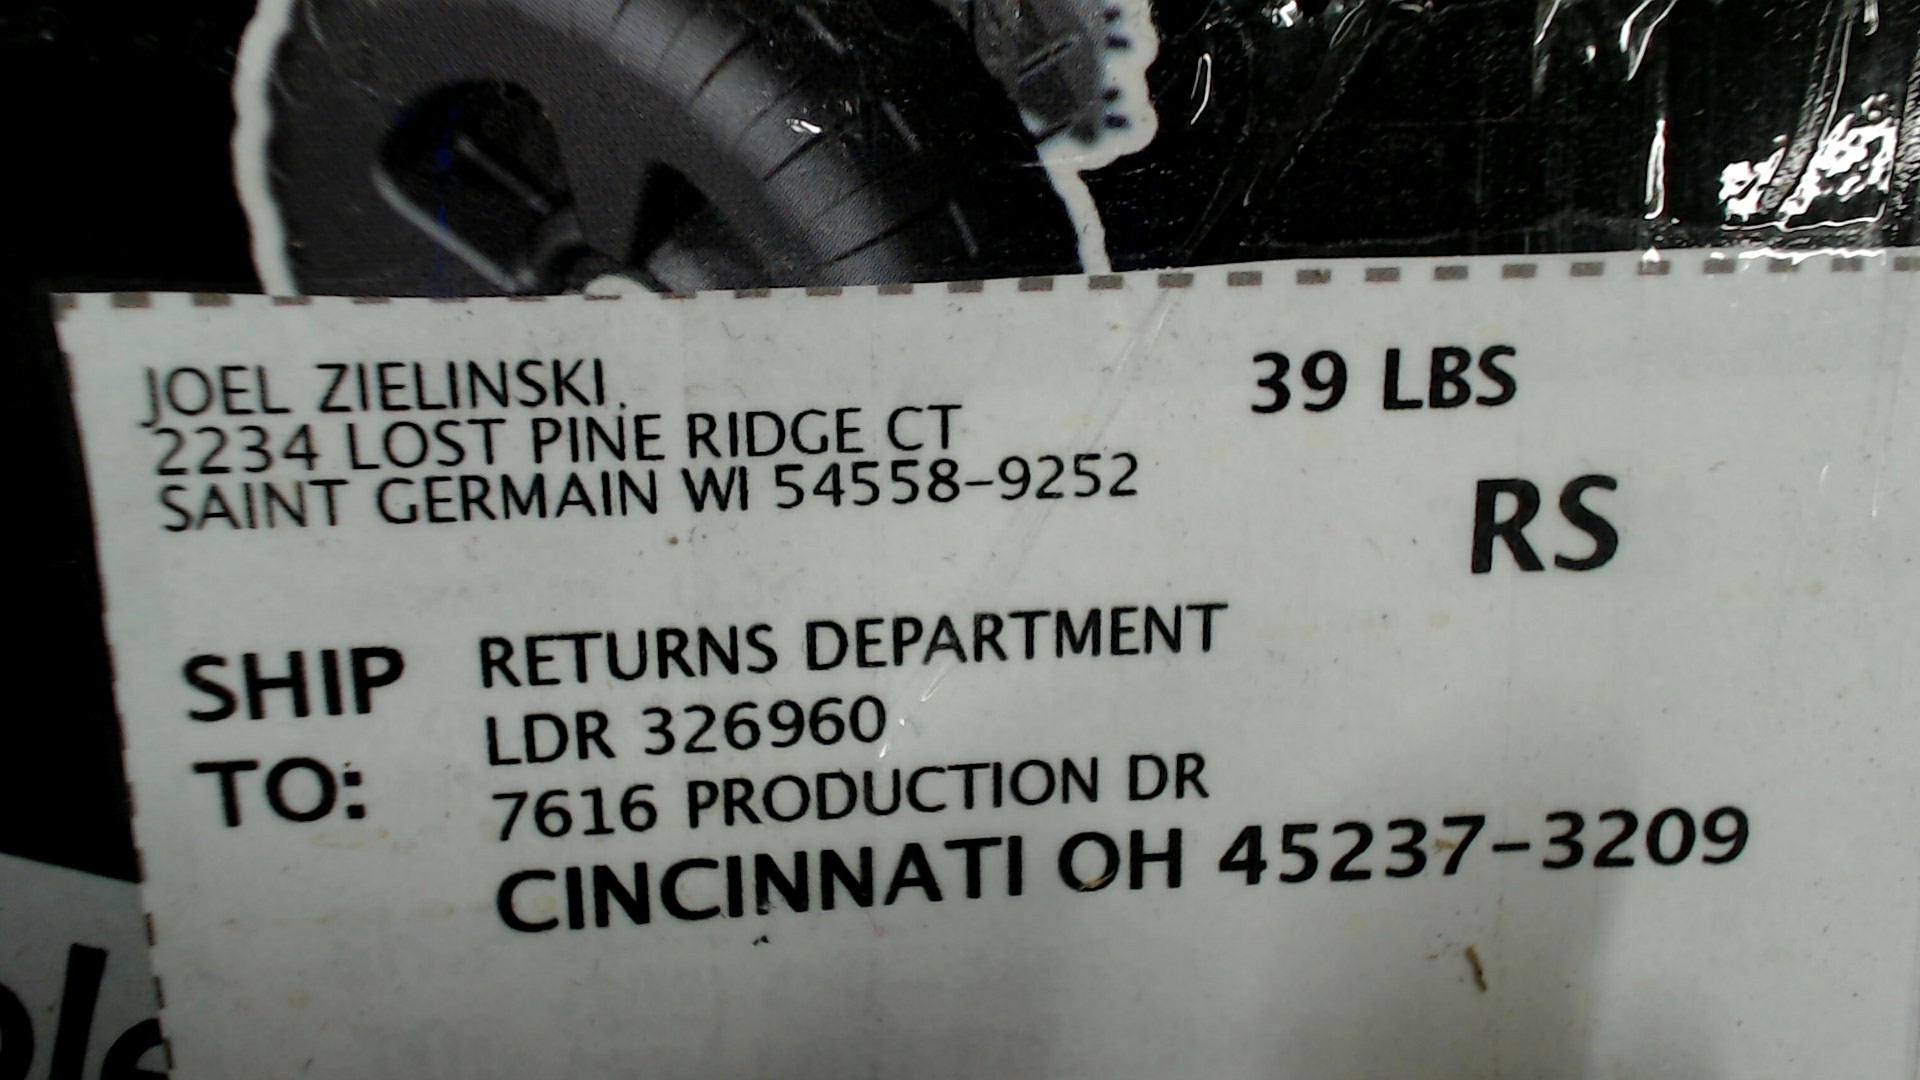 JOEL ZIELINSKI
39 LBS
2234 LOST PINE RIDGE CT
SAINT GERMAIN WI 54558-9252
RS
SHIP TO:
RETURNS DEPARTMENT
LDR 326960
7616 PRODUCTION DR
CINCINNATI OH 45237-3209